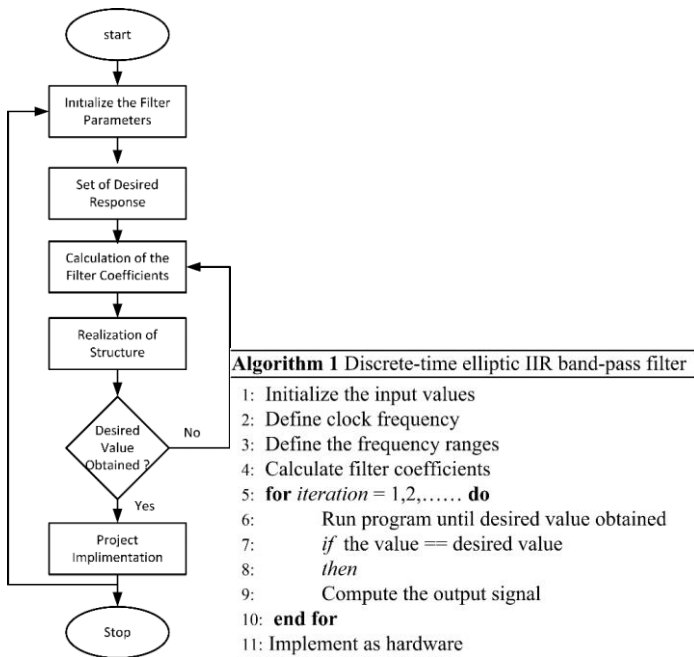 start
Initialize the Filter
Parameters
Set of Desired
Response
Calculation of the
Filter Coefficients
Realization of
Structure
Desired
Value
Obtained ?
No
Yes
Project
Implimentation
Stop
Algorithm 1 Discrete-time elliptic IIR band-pass filter
1: Initialize the input values
2: Define clock frequency
3: Define the frequency ranges
4: Calculate filter coefficients
5: for iteration = 1,2,…… do
6: Run program until desired value obtained
7: if the value == desired value
8: then
9: Compute the output signal
10: end for
11: Implement as hardware